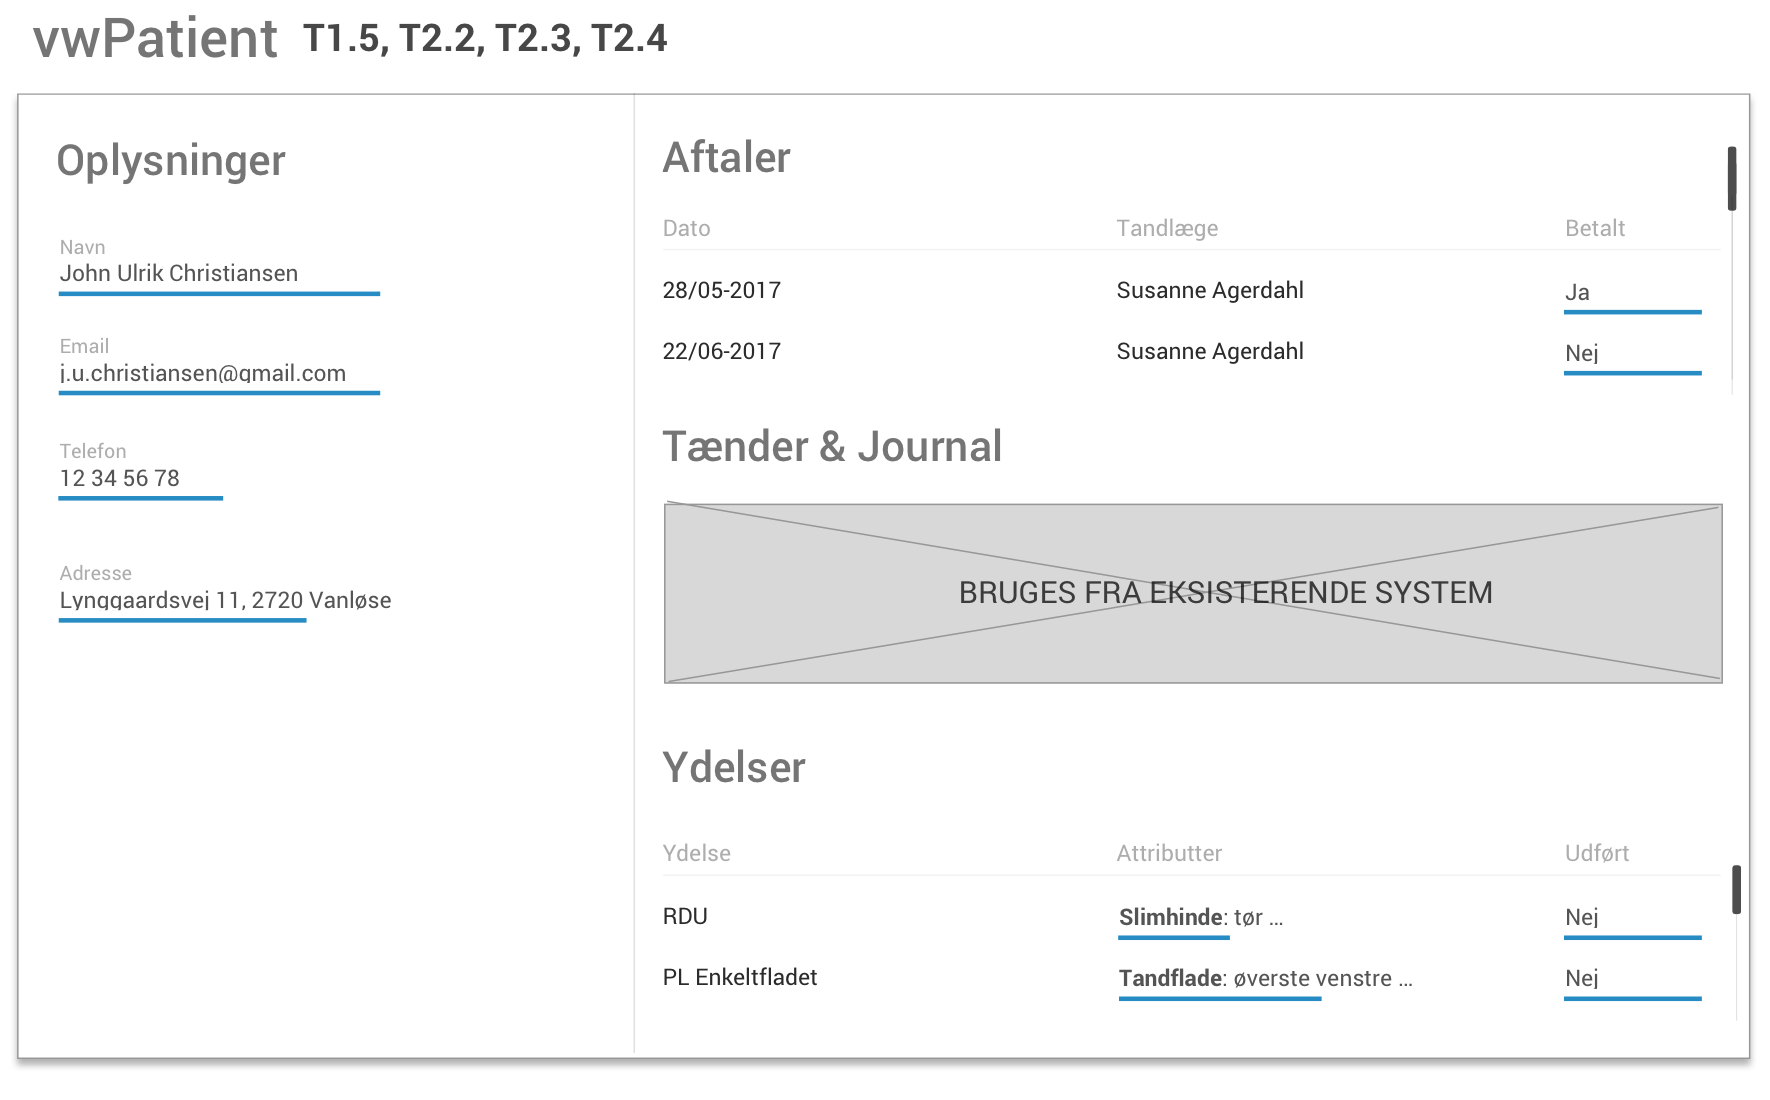 vwPatient T1.5, T2.2, T2.3, T2.4
Oplysninger
Navn
John Ulrik Christiansen
Email
j.u.christiansen@gmail.com
Telefon
12 34 56 78
Adresse
Lynggaardsvej 11, 2720 Vanløse
Aftaler
Dato Tandlæge Betalt
28/05-2017 Susanne Agerdahl Ja
22/06-2017 Susanne Agerdahl Nej
Tænder & Journal
BRUGES FRA EKSISTERENDE SYSTEM
Ydelser
Ydelse Attributter Udført
RDU Slimhinde: tør ... Nej
PL Enkeltfladet Tandflade: øverste venstre ... Nej